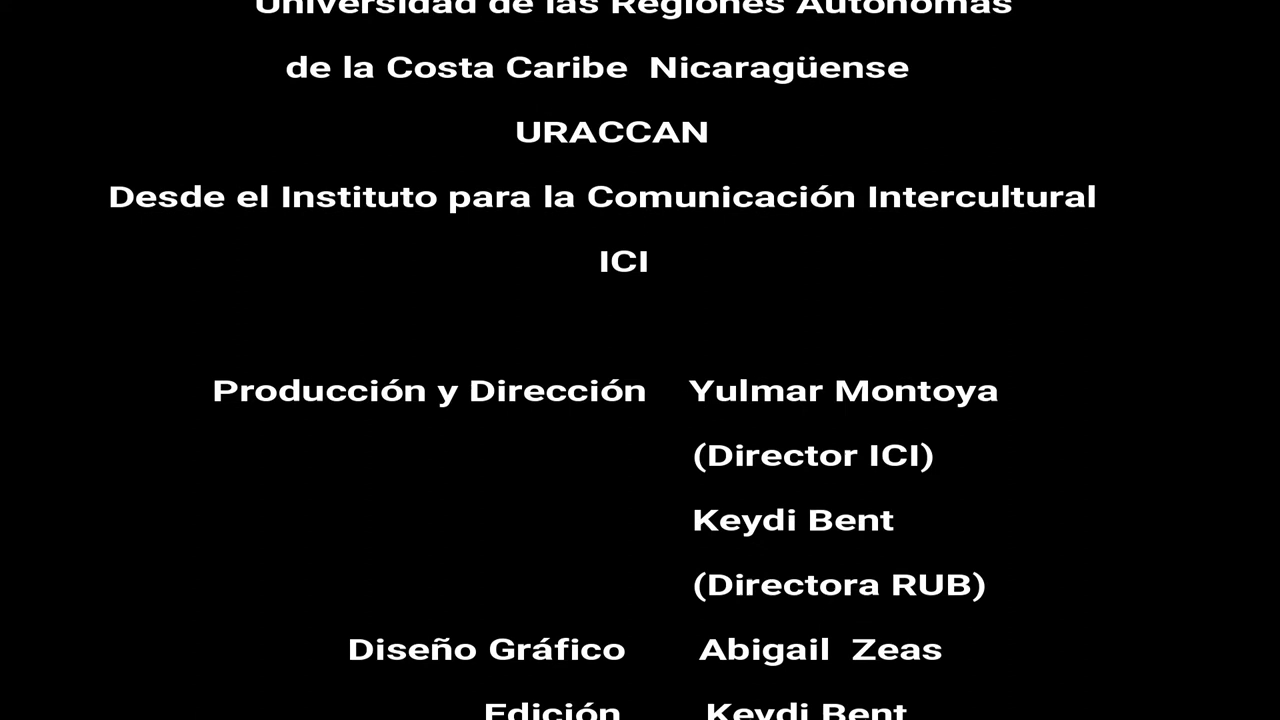 Universidad de las Regiones Autónomas
de la Costa Caribe Nicaragüense
URACCAN
Desde el Instituto para la Comunicación Intercultural
ICI
Producción y Dirección Yulmar Montoya
(Director ICI)
Keydi Bent
(Directora RUB)
Diseño Gráfico Abigail Zeas
Edición Keydi Bent